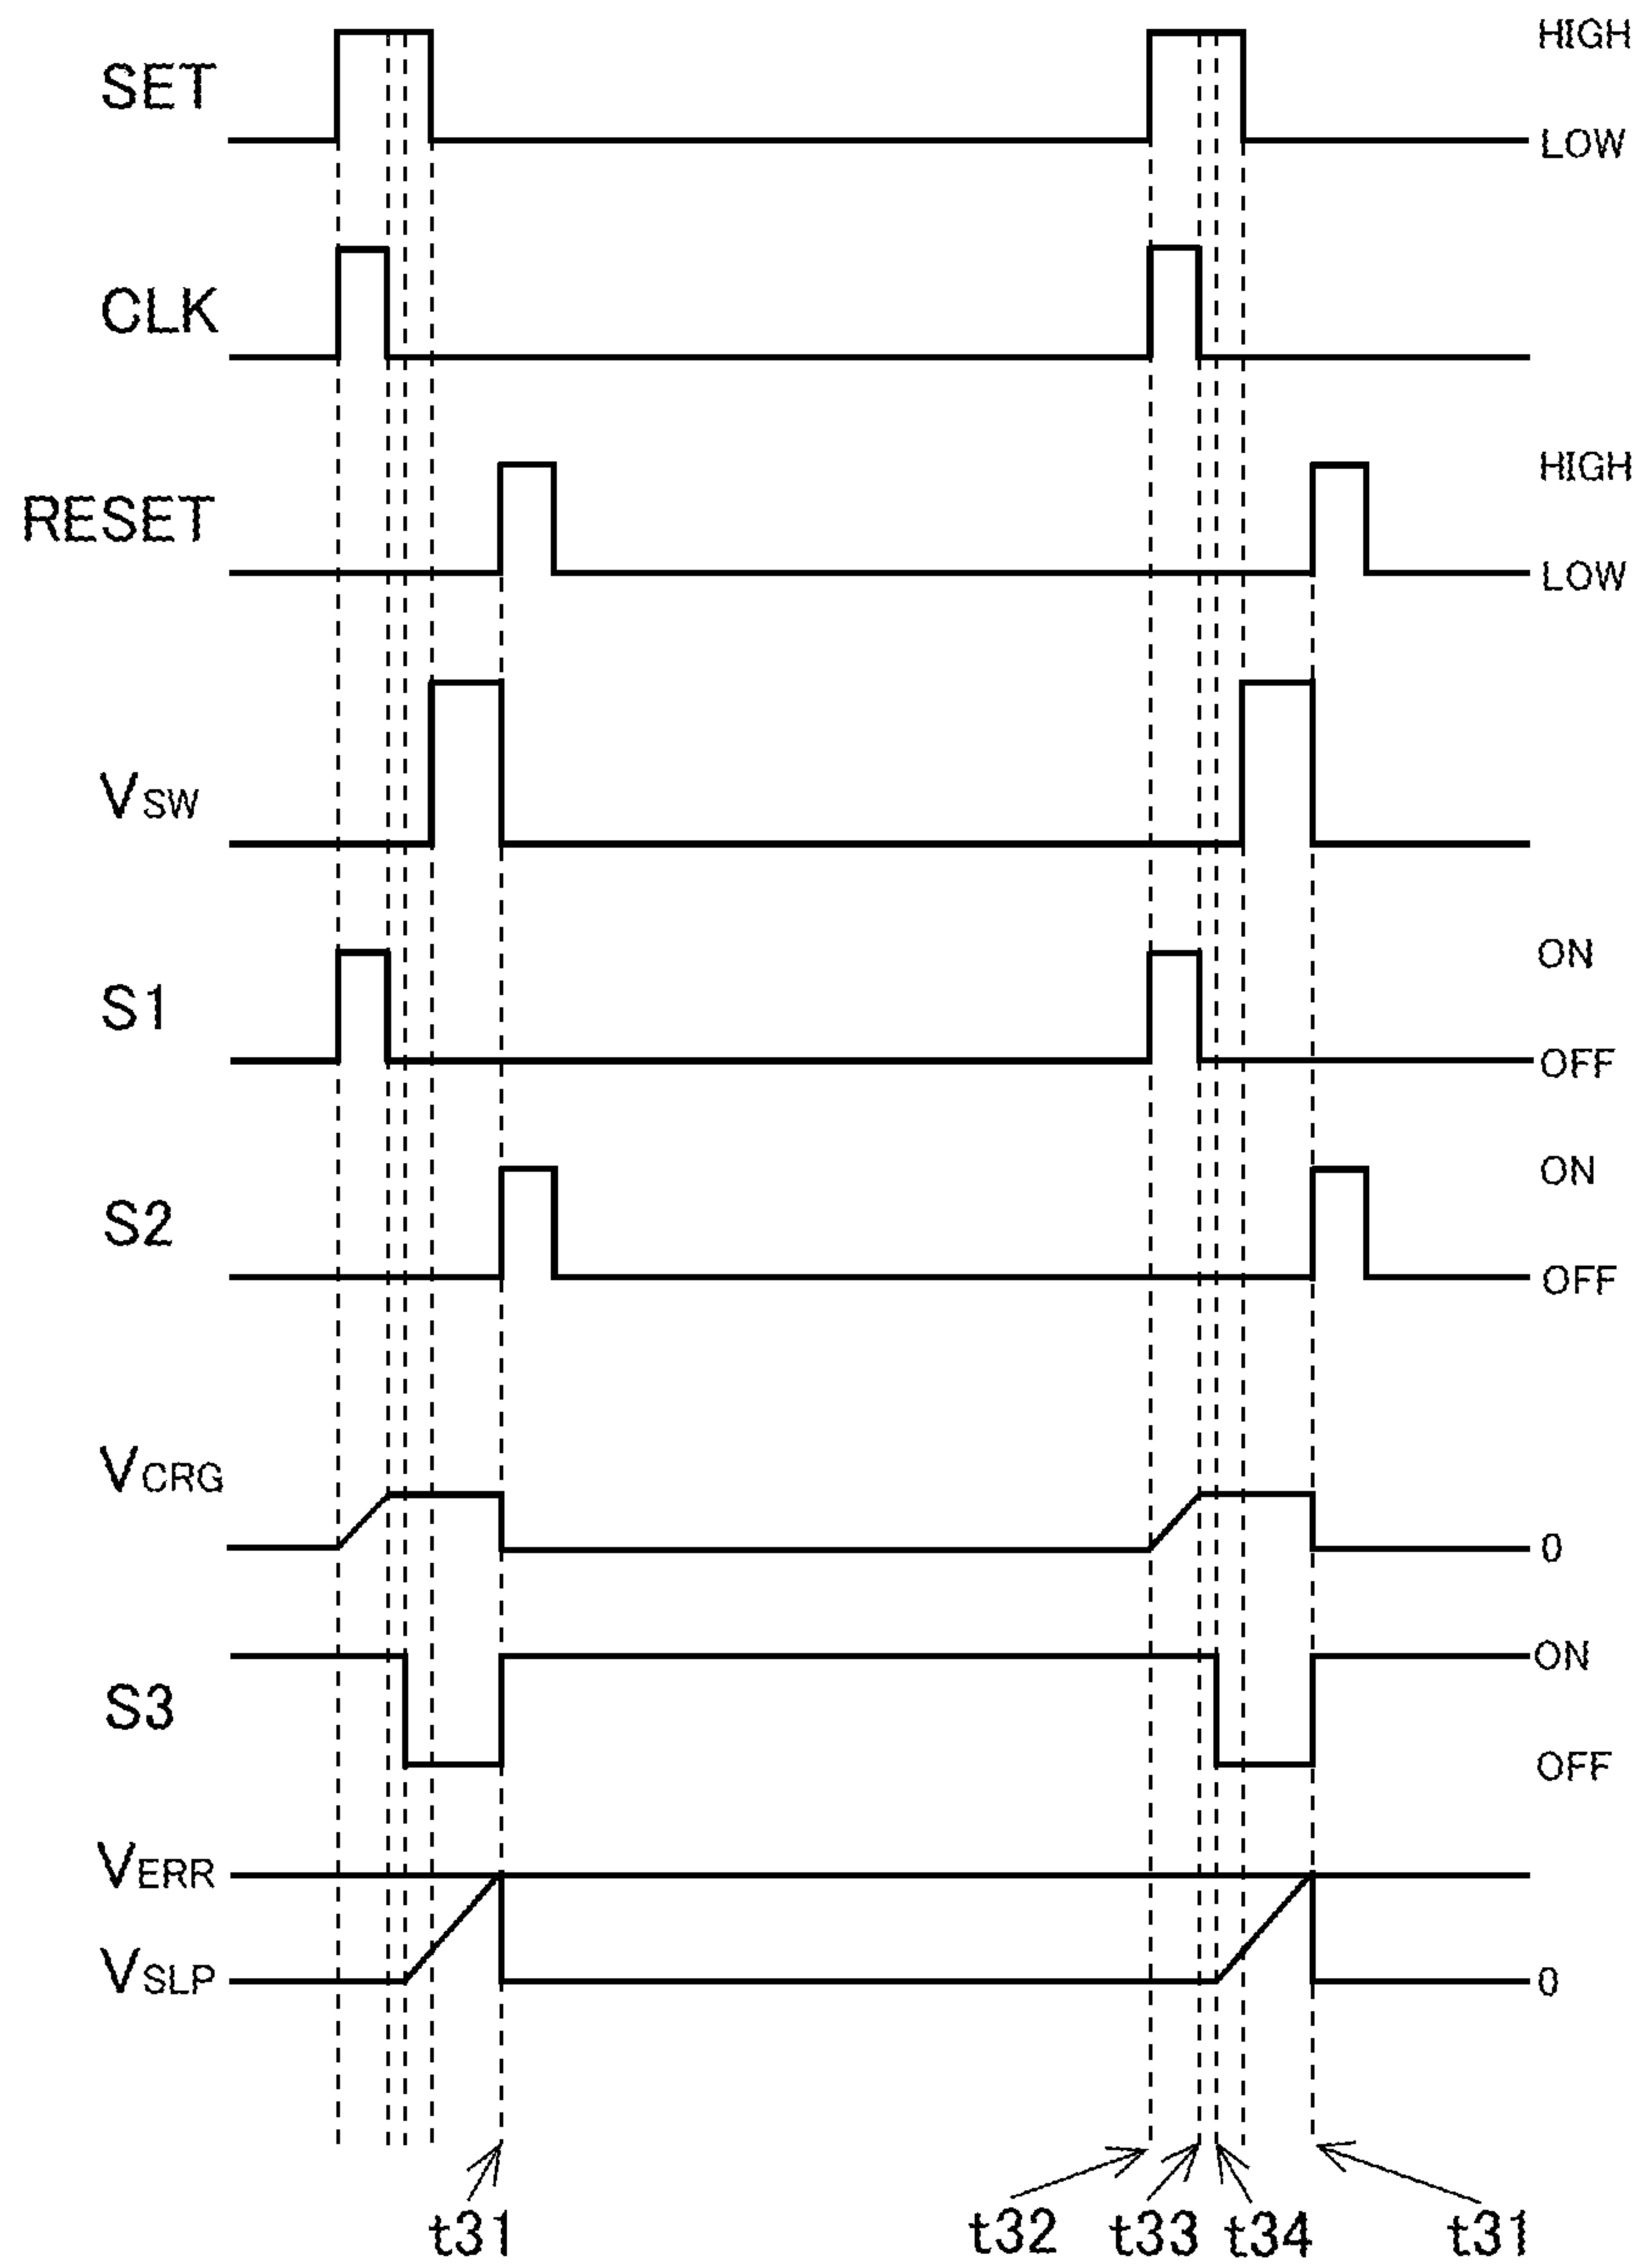 HIGH
SET
LOW
CLK
HIGH
RESET
LOW
VSW
ON
S1
OFF
ON
S2
OFF
VCRG
0
ON
S3
OFF
VERR
VSLP
0
t31 t32 t33 t34 t31